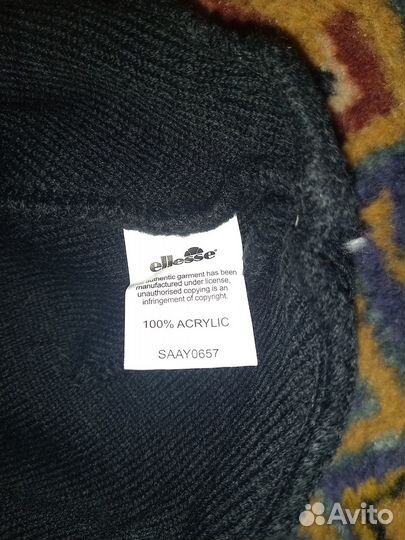 ellesse
authentic garment has been
manufactured under license,
unauthorised copying is an
infringement of copyright.
100% ACRYLIC
SAAY0657
Avito